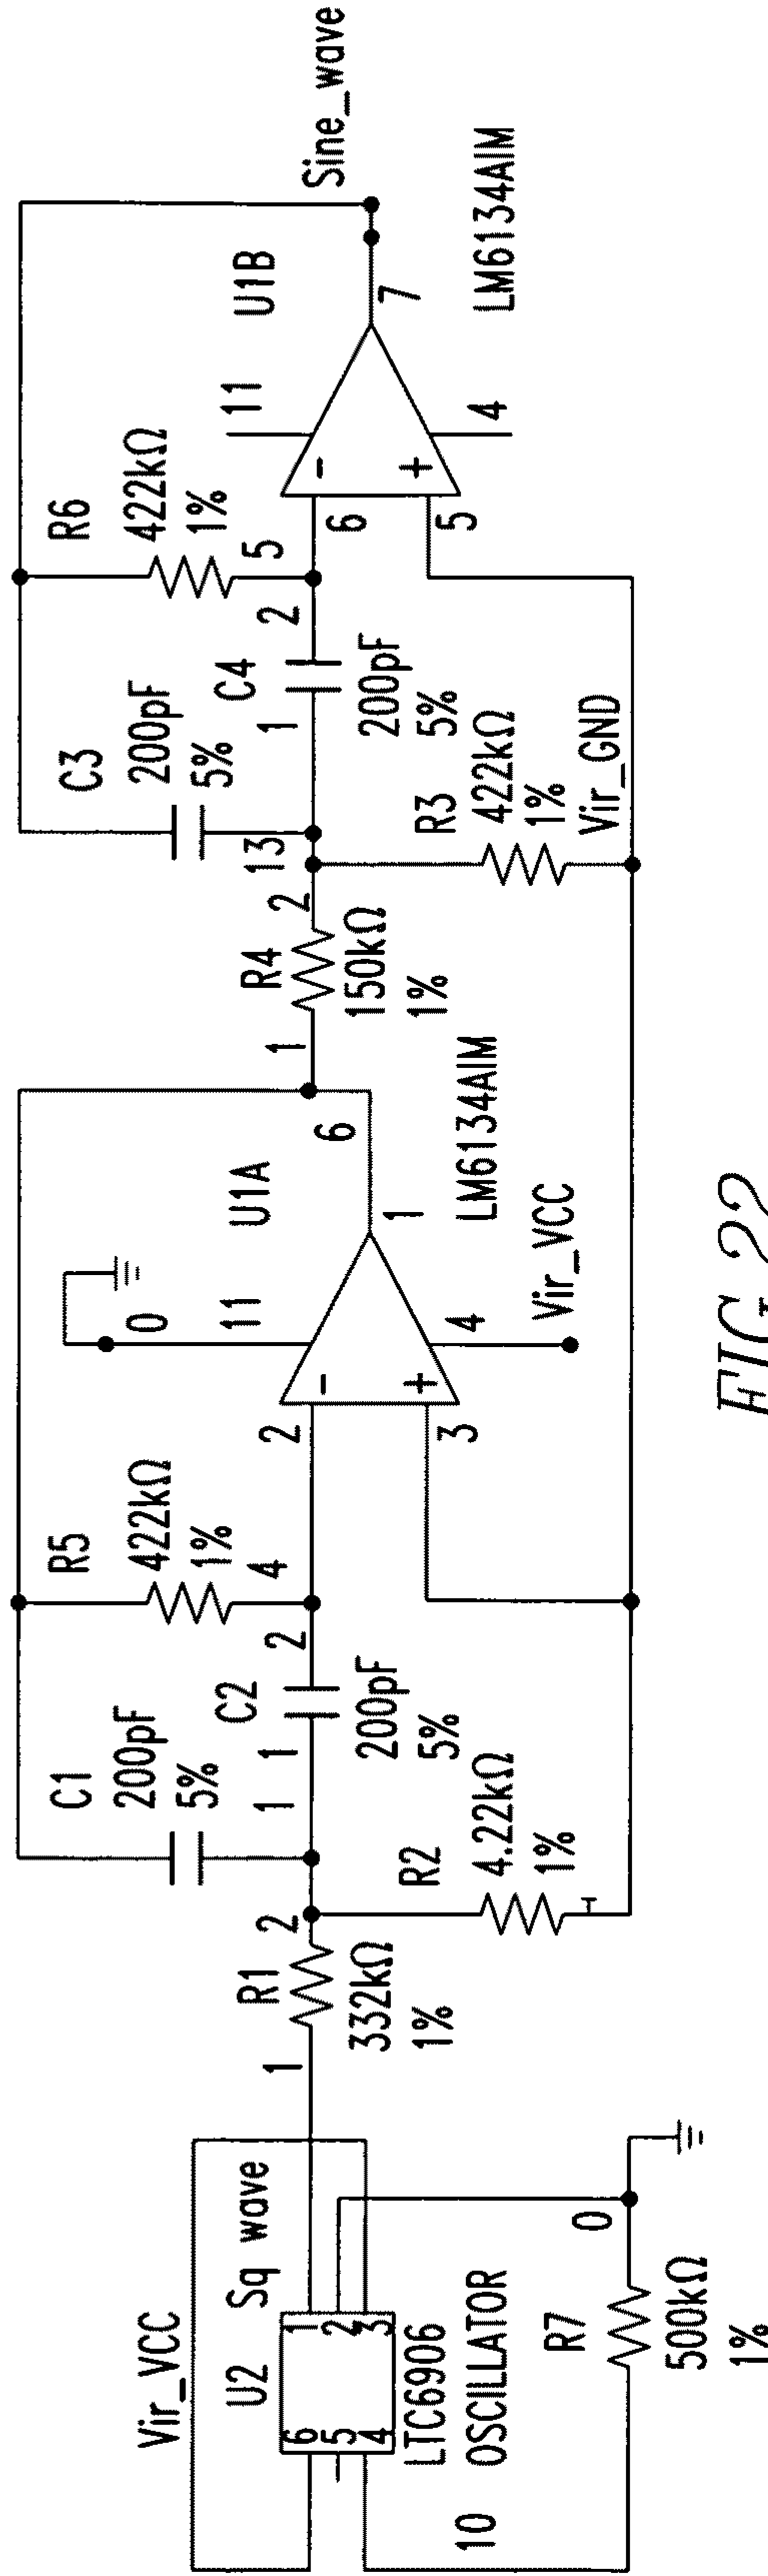 Vir_VCC
U2
Sq wave
6
5
4
1
2
3
LTC6906
OSCILLATOR
10
R7
500kΩ
1%
0
1
R1
332kΩ
1%
2
R2
4.22kΩ
1%
C1
200pF
5%
1
1
C2
200pF
5%
2
R5
422kΩ
1%
4
2
3
-
+
0
11
U1A
4
Vir_VCC
1
6
LM6134AIM
1
R4
150kΩ
1%
2
13
C3
200pF
5%
R3
422kΩ
1%
Vir_GND
1
C4
200pF
5%
2
R6
422kΩ
1%
5
6
5
-
+
11
U1B
4
7
Sine_wave
LM6134AIM
FIG. 22